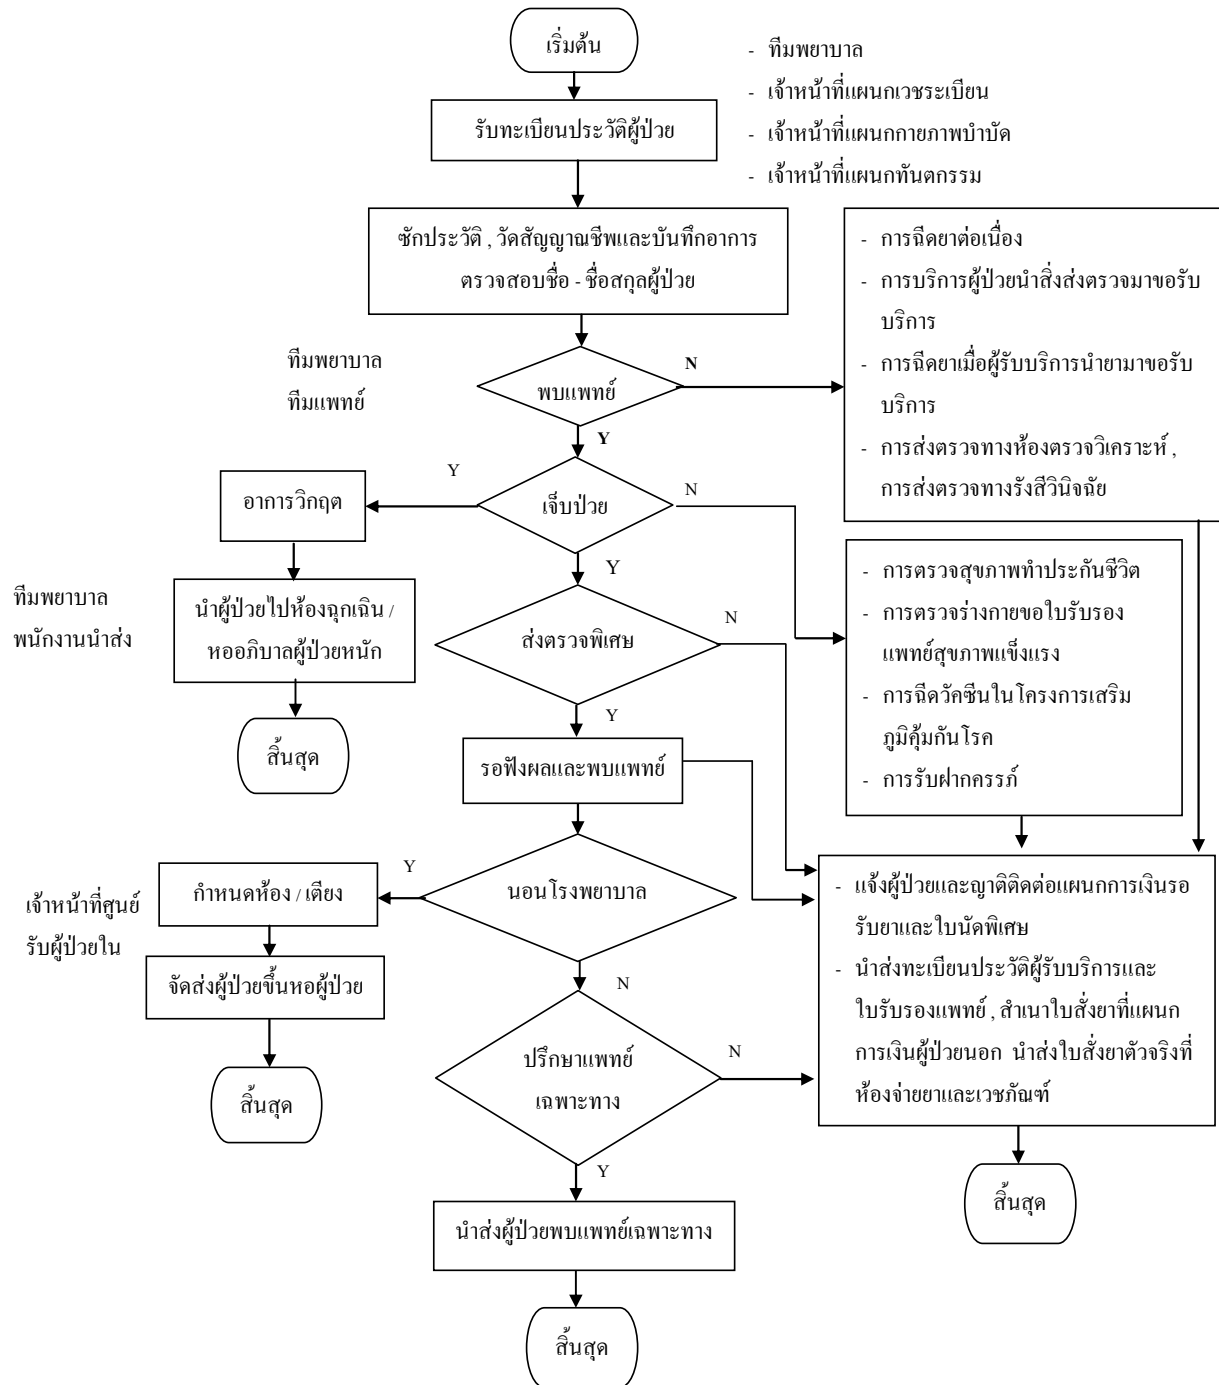 เริ่มต้น
- ทีมพยาบาล
- เจ้าหน้าที่แผนกเวชระเบียน
- เจ้าหน้าที่แผนกกายภาพบำบัด
- เจ้าหน้าที่แผนกทันตกรรม
รับทะเบียนประวัติผู้ป่วย
ซักประวัติ , วัดสัญญาณชีพและบันทึกอาการ
ตรวจสอบชื่อ - ชื่อสกุลผู้ป่วย
ทีมพยาบาล
ทีมแพทย์
พบแพทย์
N
Y
- การฉีดยาต่อเนื่อง
- การบริการผู้ป่วยนำสิ่งส่งตรวจมาขอรับ
บริการ
- การฉีดยาเมื่อผู้รับบริการนำยามาขอรับ
บริการ
- การส่งตรวจทางห้องตรวจวิเคราะห์ ,
การส่งตรวจทางรังสีวินิจฉัย
Y
เจ็บป่วย
N
Y
อาการวิกฤต
ทีมพยาบาล
พนักงานนำส่ง
นำผู้ป่วยไปห้องฉุกเฉิน /
หออภิบาลผู้ป่วยหนัก
สิ้นสุด
ส่งตรวจพิเศษ
N
Y
- การตรวจสุขภาพทำประกันชีวิต
- การตรวจร่างกายขอใบรับรอง
แพทย์สุขภาพแข็งแรง
- การฉีดวัคซีนในโครงการเสริม
ภูมิคุ้มกันโรค
- การรับฝากครรภ์
รอฟังผลและพบแพทย์
นอนโรงพยาบาล
Y
N
เจ้าหน้าที่ศูนย์
รับผู้ป่วยใน
กำหนดห้อง / เตียง
จัดส่งผู้ป่วยขึ้นหอผู้ป่วย
สิ้นสุด
- แจ้งผู้ป่วยและญาติติดต่อแผนกการเงินรอ
รับยาและใบนัดพิเศษ
- นำส่งทะเบียนประวัติผู้รับบริการและ
ใบรับรองแพทย์ , สำเนาใบสั่งยาที่แผนก
การเงินผู้ป่วยนอก นำส่งใบสั่งยาตัวจริงที่
ห้องจ่ายยาและเวชภัณฑ์
ปรึกษาแพทย์
เฉพาะทาง
N
Y
สิ้นสุด
นำส่งผู้ป่วยพบแพทย์เฉพาะทาง
สิ้นสุด